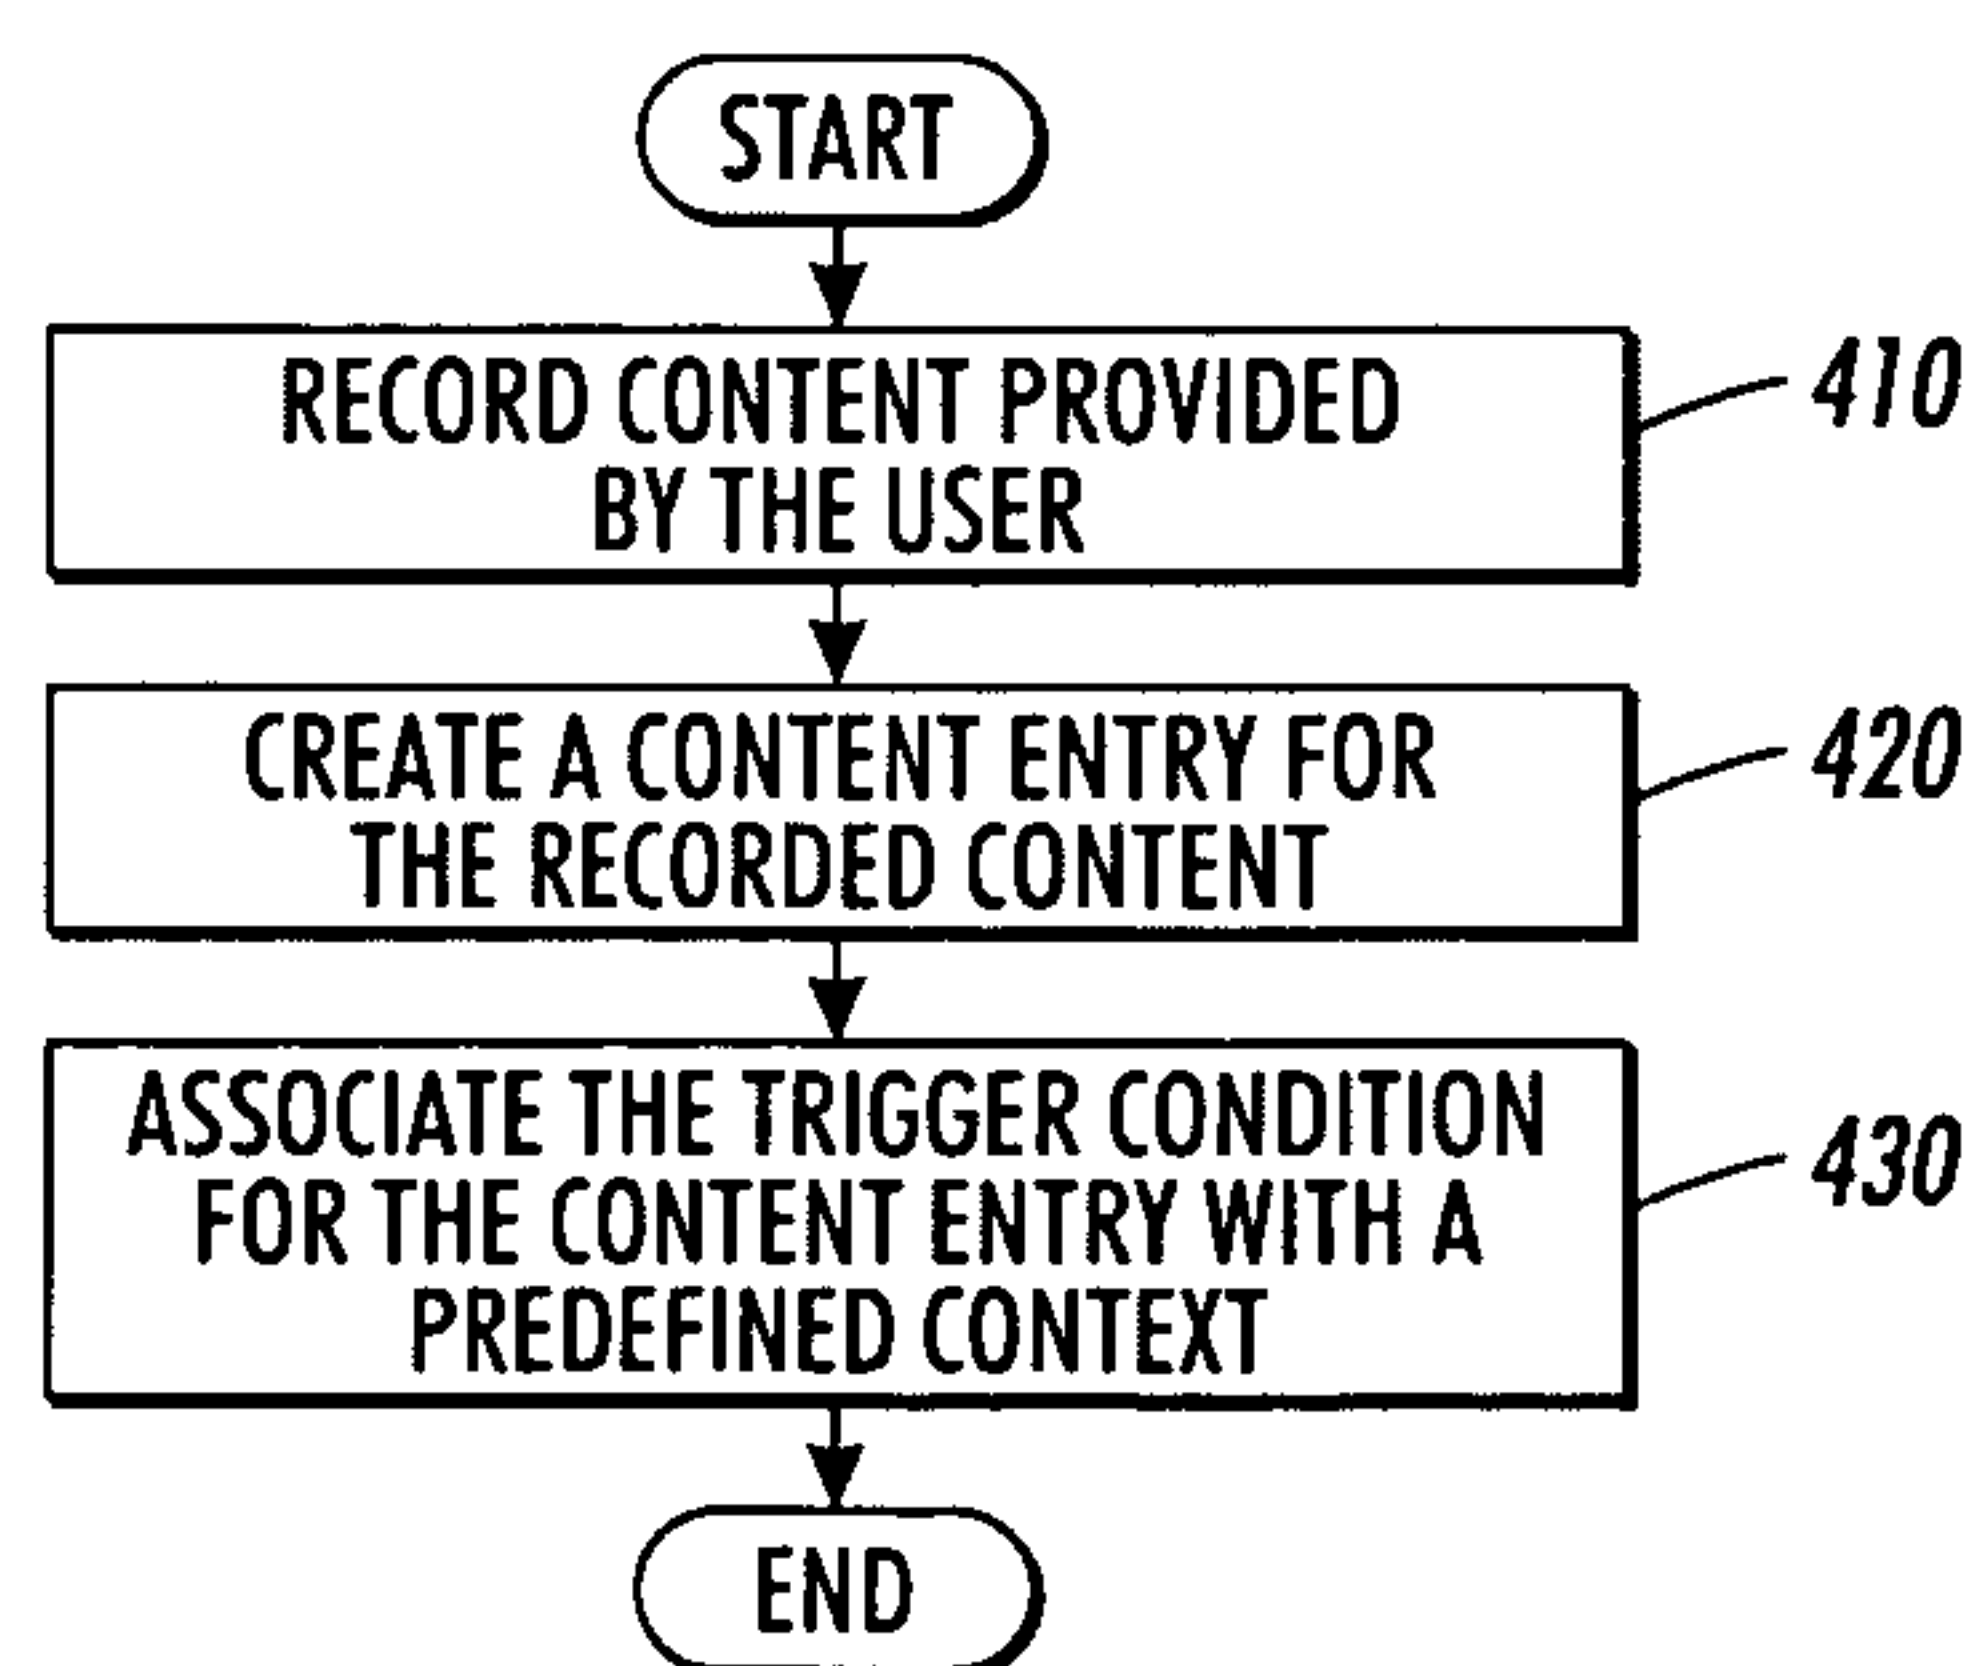 START
RECORD CONTENT PROVIDED
BY THE USER
410
CREATE A CONTENT ENTRY FOR
THE RECORDED CONTENT
420
ASSOCIATE THE TRIGGER CONDITION
FOR THE CONTENT ENTRY WITH A
PREDEFINED CONTEXT
430
END